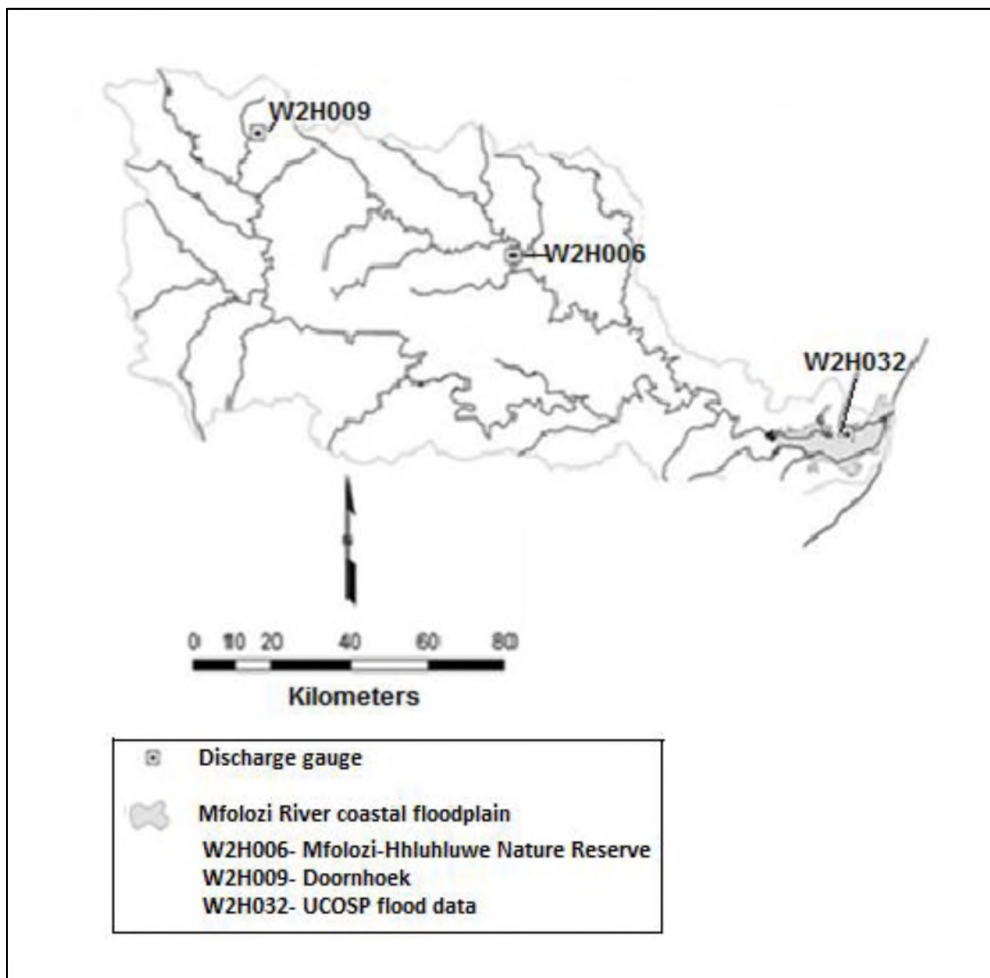 W2H009
W2H006
W2H032
0 10 20 40 60 80
Kilometers
Discharge gauge
Mfolozi River coastal floodplain
W2H006- Mfolozi-Hhluhluwe Nature Reserve
W2H009- Doornhoek
W2H032- UCOSP flood data